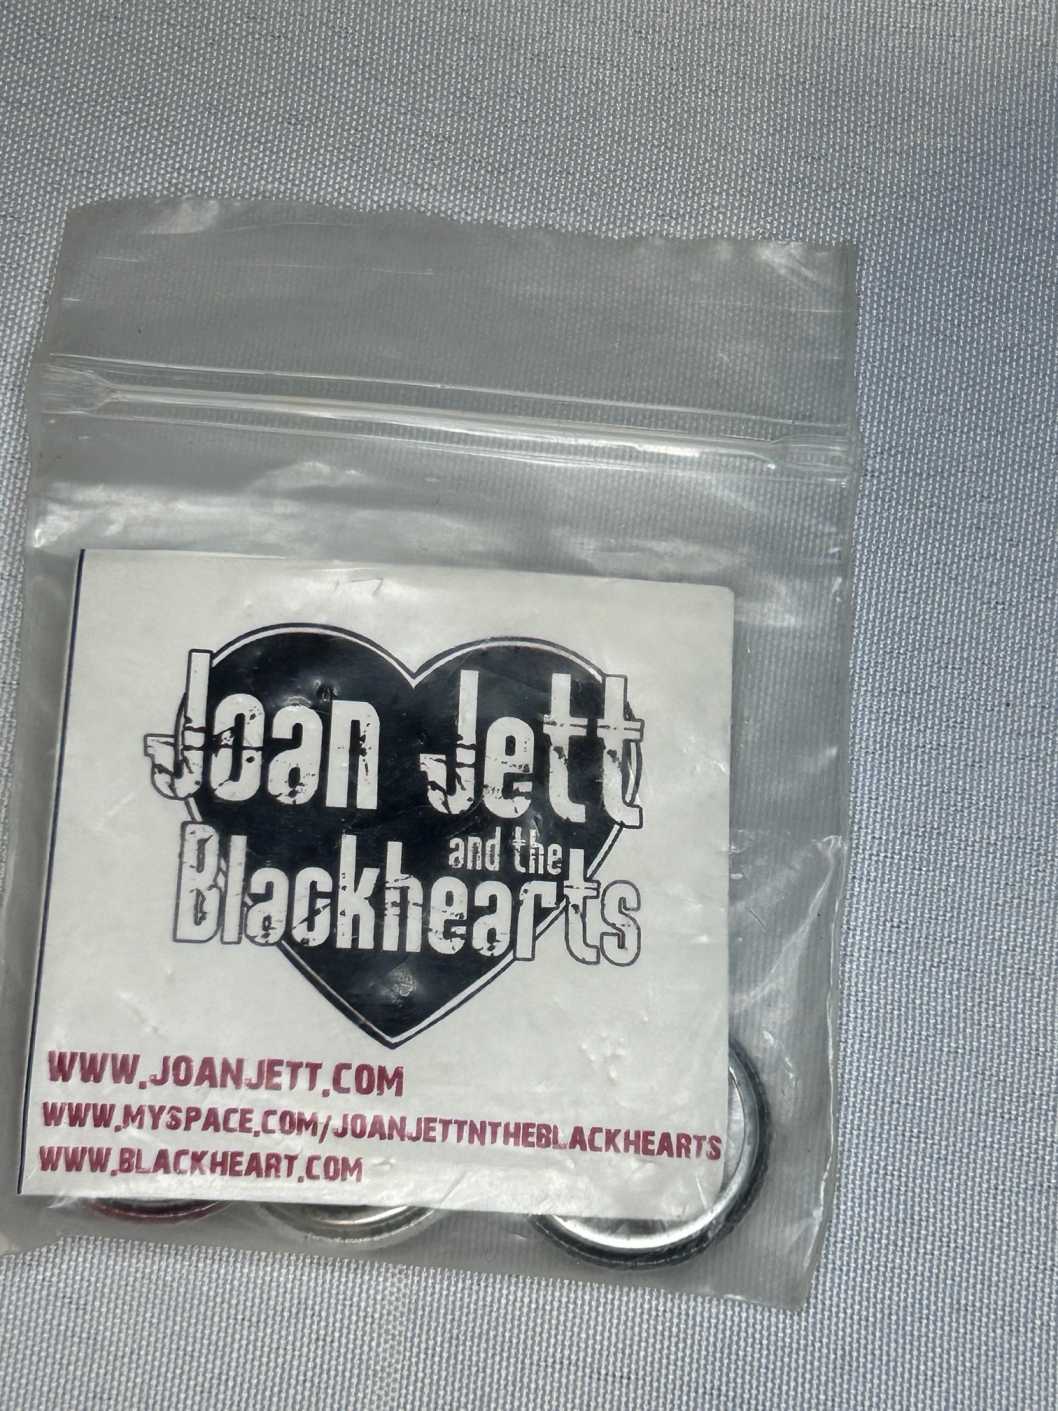 Joan Jett
and the
Blackhearts
WWW.JOANJETT.COM
WWW.MYSPACE.COM/JOANJETTNTHEBLACKHEARTS
WWW.BLACKHEART.COM